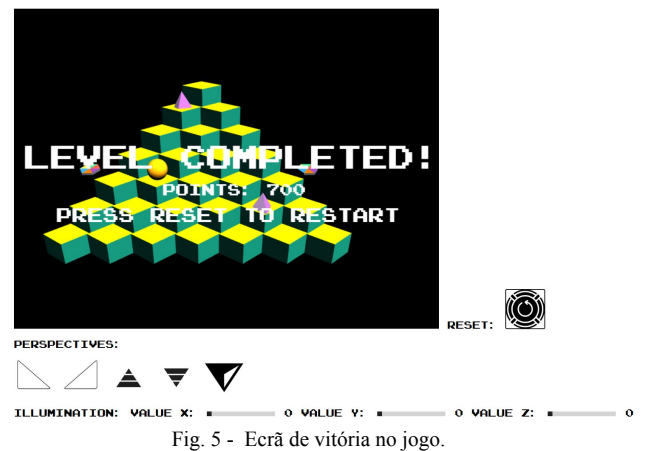 LEVEL COMPLETED!
POINTS: 700
PRESS RESET TO RESTART
RESET:
PERSPECTIVES:
ILLUMINATION: VALUE X: 0 VALUE Y: 0 VALUE Z: 0
Fig. 5 - Ecrã de vitória no jogo.